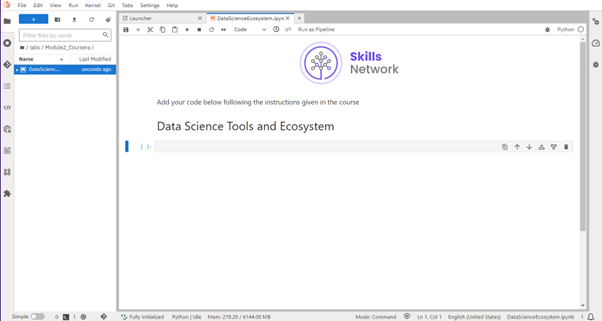 File Edit View Run Kernel Git Tabs Settings Help
Launcher
DataScienceEcosystem.ipyn
Filter files by name
/ labs / Module2_Coursera /
Name Last Modified
DataScienc... seconds ago
Code
Run as Pipeline
Python
Skills
Network
Add your code below following the instructions given in the course
Data Science Tools and Ecosystem
[ ]:
Simple 0 1
Fully initialized Python | Idle Mem: 278.20 / 6144.00 MB
Mode: Command Ln 1, Col 1 English (United States) DataScienceEcosystem.ipynb 1